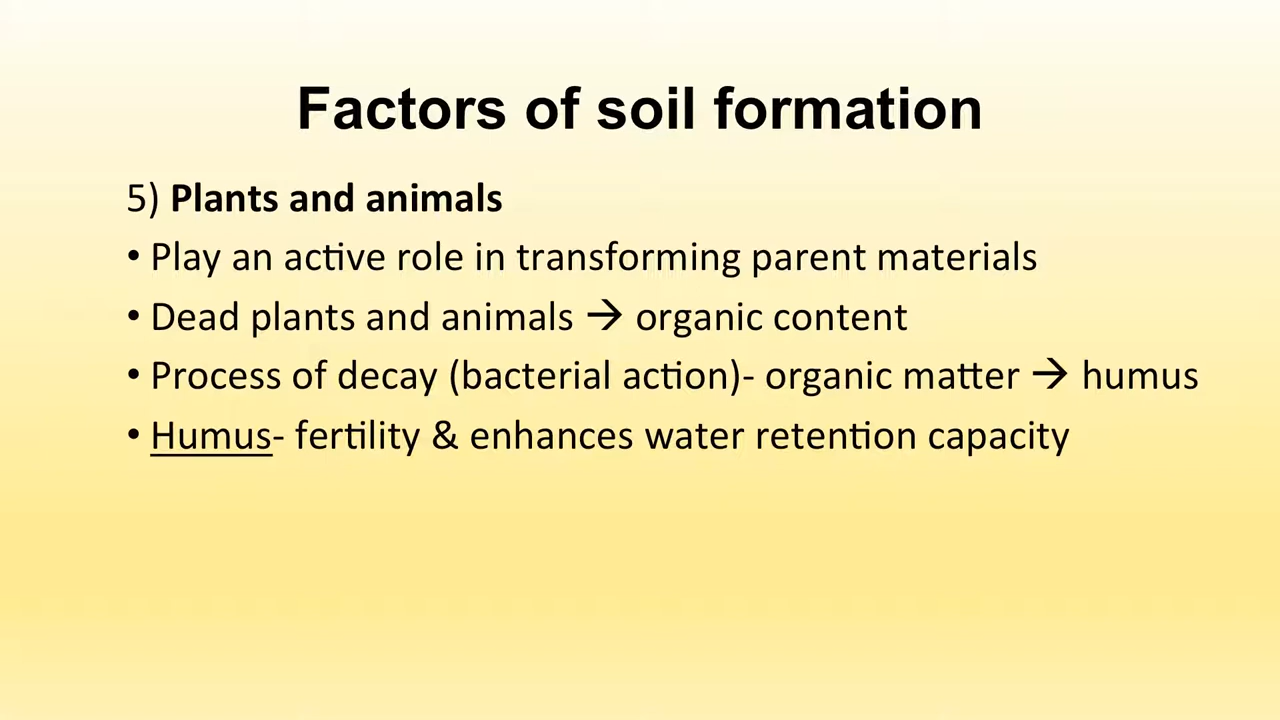 Factors of soil formation
5) Plants and animals
• Play an active role in transforming parent materials
• Dead plants and animals → organic content
• Process of decay (bacterial action)- organic matter → humus
• Humus- fertility & enhances water retention capacity